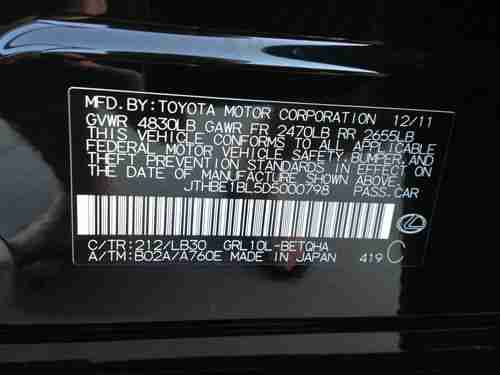 MFD. BY: TOYOTA MOTOR CORPORATION 12/11
GVWR 4830LB GAWR FR 2470LB RR 2655LB
THIS VEHICLE CONFORMS TO ALL APPLICABLE
FEDERAL MOTOR VEHICLE SAFETY, BUMPER, AND
THEFT PREVENTION STANDARDS IN EFFECT ON
THE DATE OF MANUFACTURE SHOWN ABOVE.
JTHBE1BL5D5000798 PASS.CAR
C/TR: 212/LB30 GRL10L-BETQHA
A/TM: B02A/A760E MADE IN JAPAN 419 C